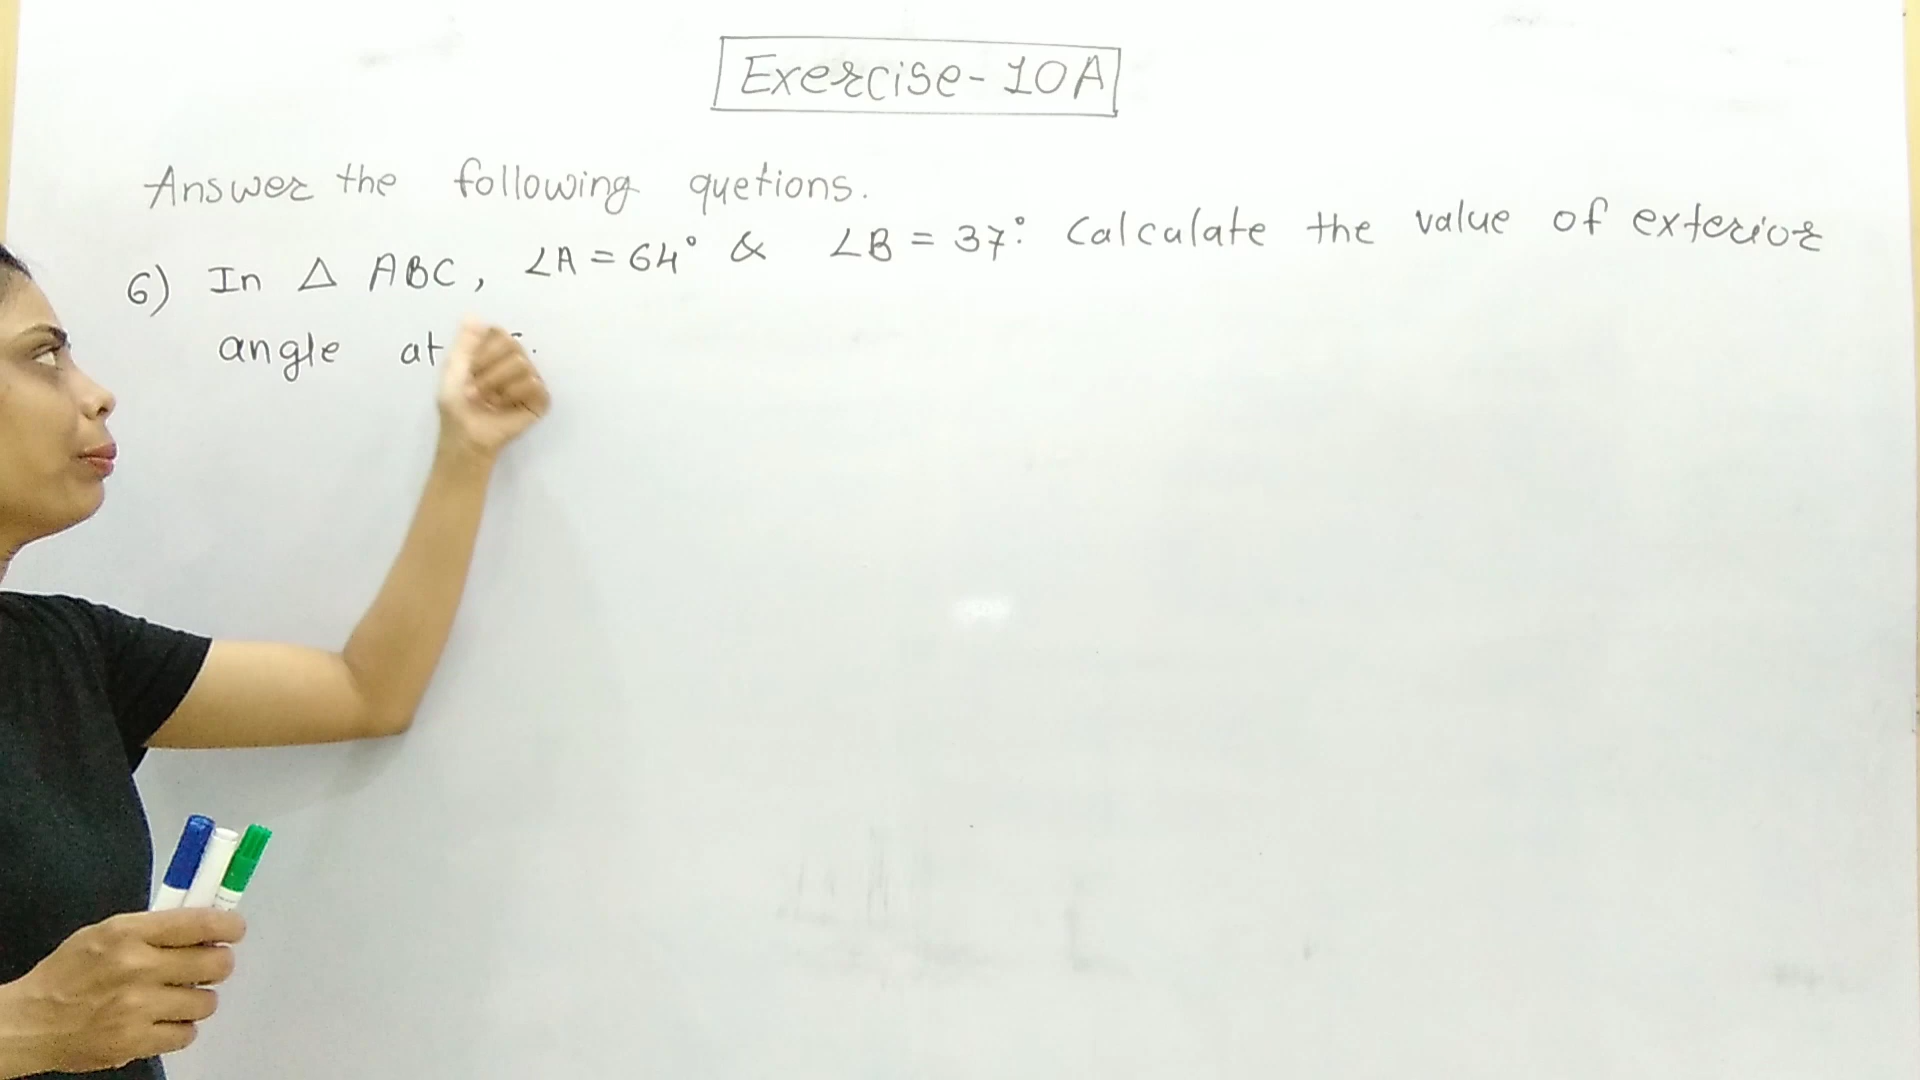 Exercise-10A
Answer the following quetions.
6) In △ ABC, ∠A = 64° & ∠B = 37°. Calculate the value of exterior
angle at